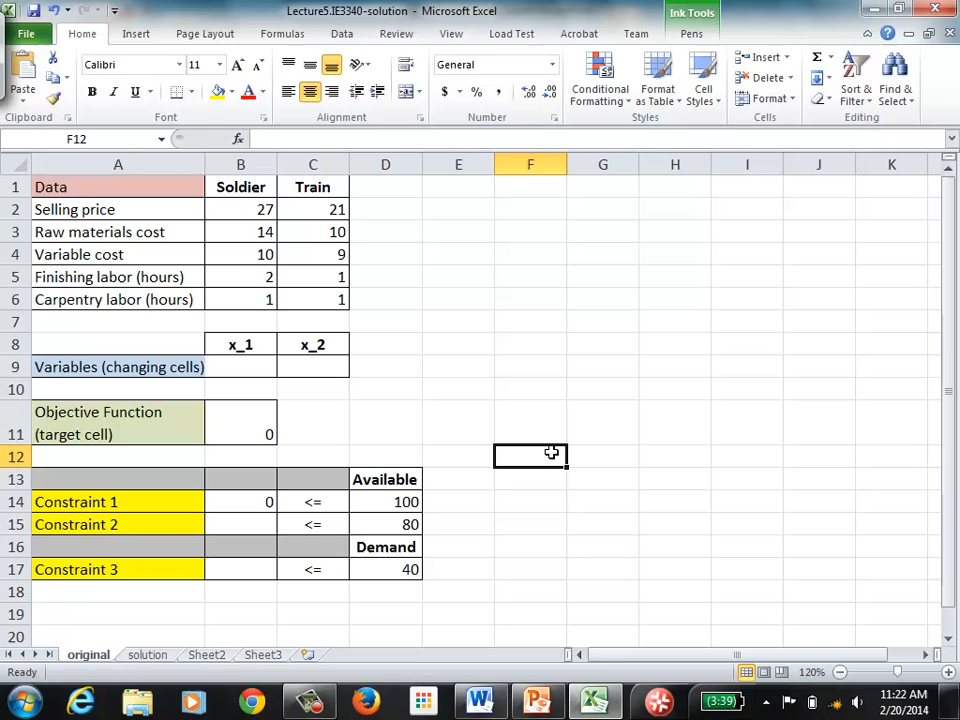 Lecture5.IE3340-solution - Microsoft Excel
Ink Tools
File Home Insert Page Layout Formulas Data Review View Load Test Acrobat Team Pens
Paste
Calibri 11 General
B I U A $ % ,
Conditional Formatting
Format as Table
Cell Styles
Insert
Delete
Format
Sort & Filter
Find & Select
Clipboard Font Alignment Number Styles Cells Editing
F12 fx
A B C D E F G H I J K
1 Data Soldier Train
2 Selling price 27 21
3 Raw materials cost 14 10
4 Variable cost 10 9
5 Finishing labor (hours) 2 1
6 Carpentry labor (hours) 1 1
7
8 x_1 x_2
9 Variables (changing cells)
10
11 Objective Function (target cell) 0
12
13 Available
14 Constraint 1 0 <= 100
15 Constraint 2 <= 80
16 Demand
17 Constraint 3 <= 40
18
19
20
original solution Sheet2 Sheet3
Ready 120%
(3:39) 11:22 AM
2/20/2014